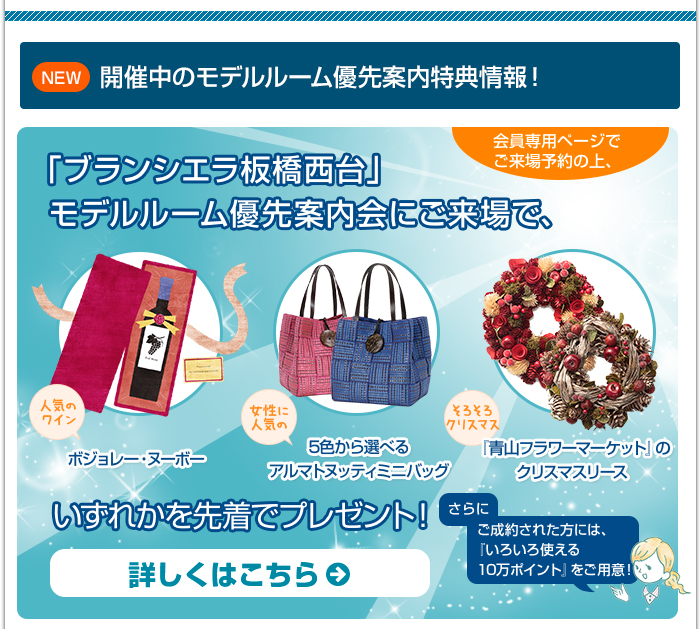 NEW 開催中のモデルルーム優先案内特典情報！
会員専用ページで
ご来場予約の上、
「ブランシエラ板橋西台」
モデルルーム優先案内会にご来場で、
人気の
ワイン
ボジョレー・ヌーボー
女性に
人気の
5色から選べる
アルマトヌッティミニバッグ
そろそろ
クリスマス
『青山フラワーマーケット』の
クリスマスリース
いずれかを先着でプレゼント！
さらに
ご成約された方には、
『いろいろ使える
10万ポイント』をご用意！
詳しくはこちら